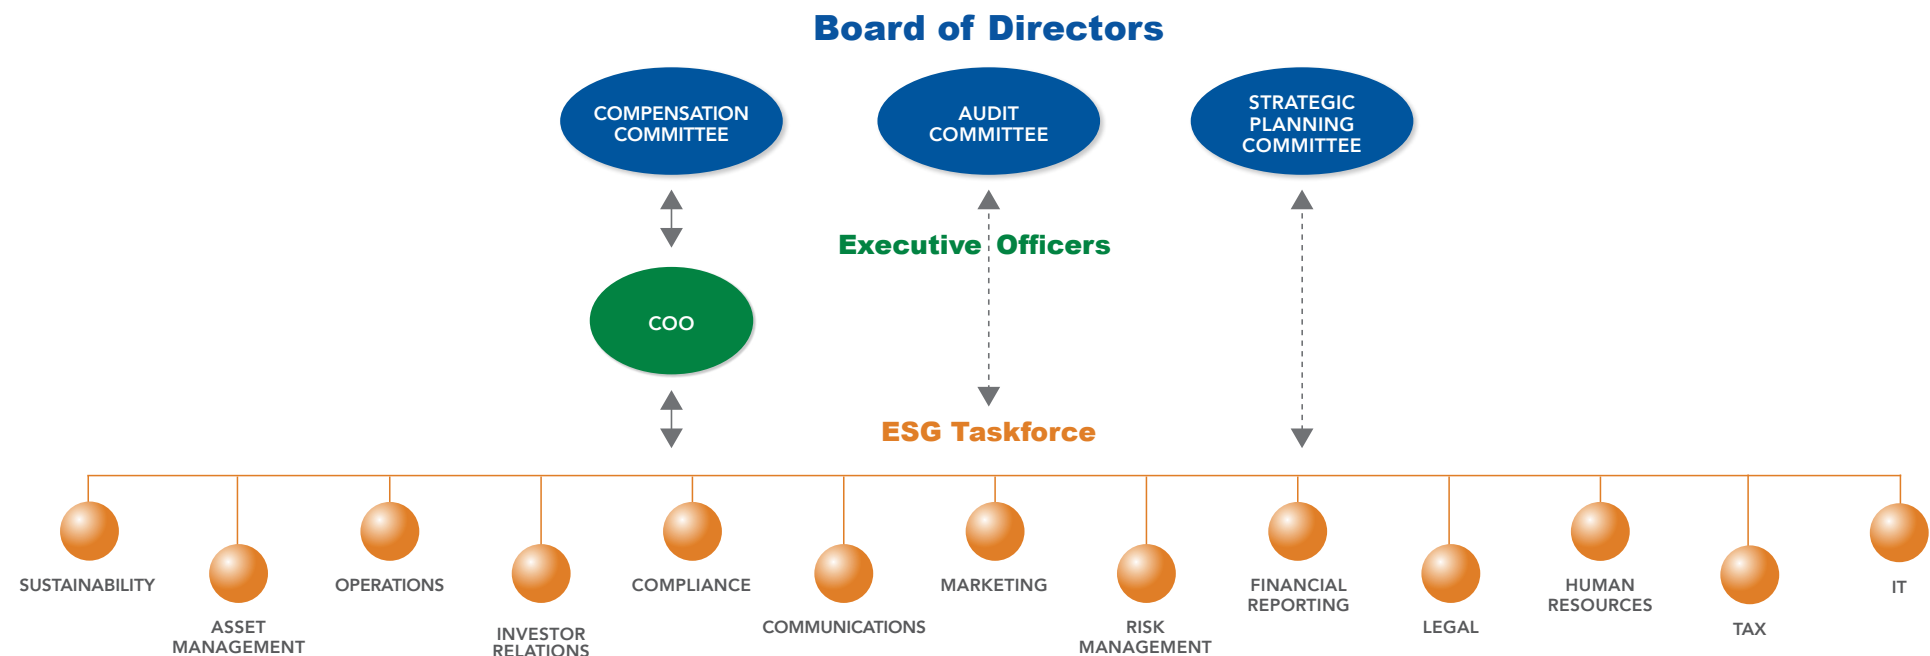 Board of Directors
COMPENSATION
COMMITTEE
AUDIT
COMMITTEE
STRATEGIC
PLANNING
COMMITTEE
Executive Officers
COO
ESG Taskforce
SUSTAINABILITY
ASSET
MANAGEMENT
OPERATIONS
INVESTOR
RELATIONS
COMPLIANCE
COMMUNICATIONS
MARKETING
RISK
MANAGEMENT
FINANCIAL
REPORTING
LEGAL
HUMAN
RESOURCES
TAX
IT